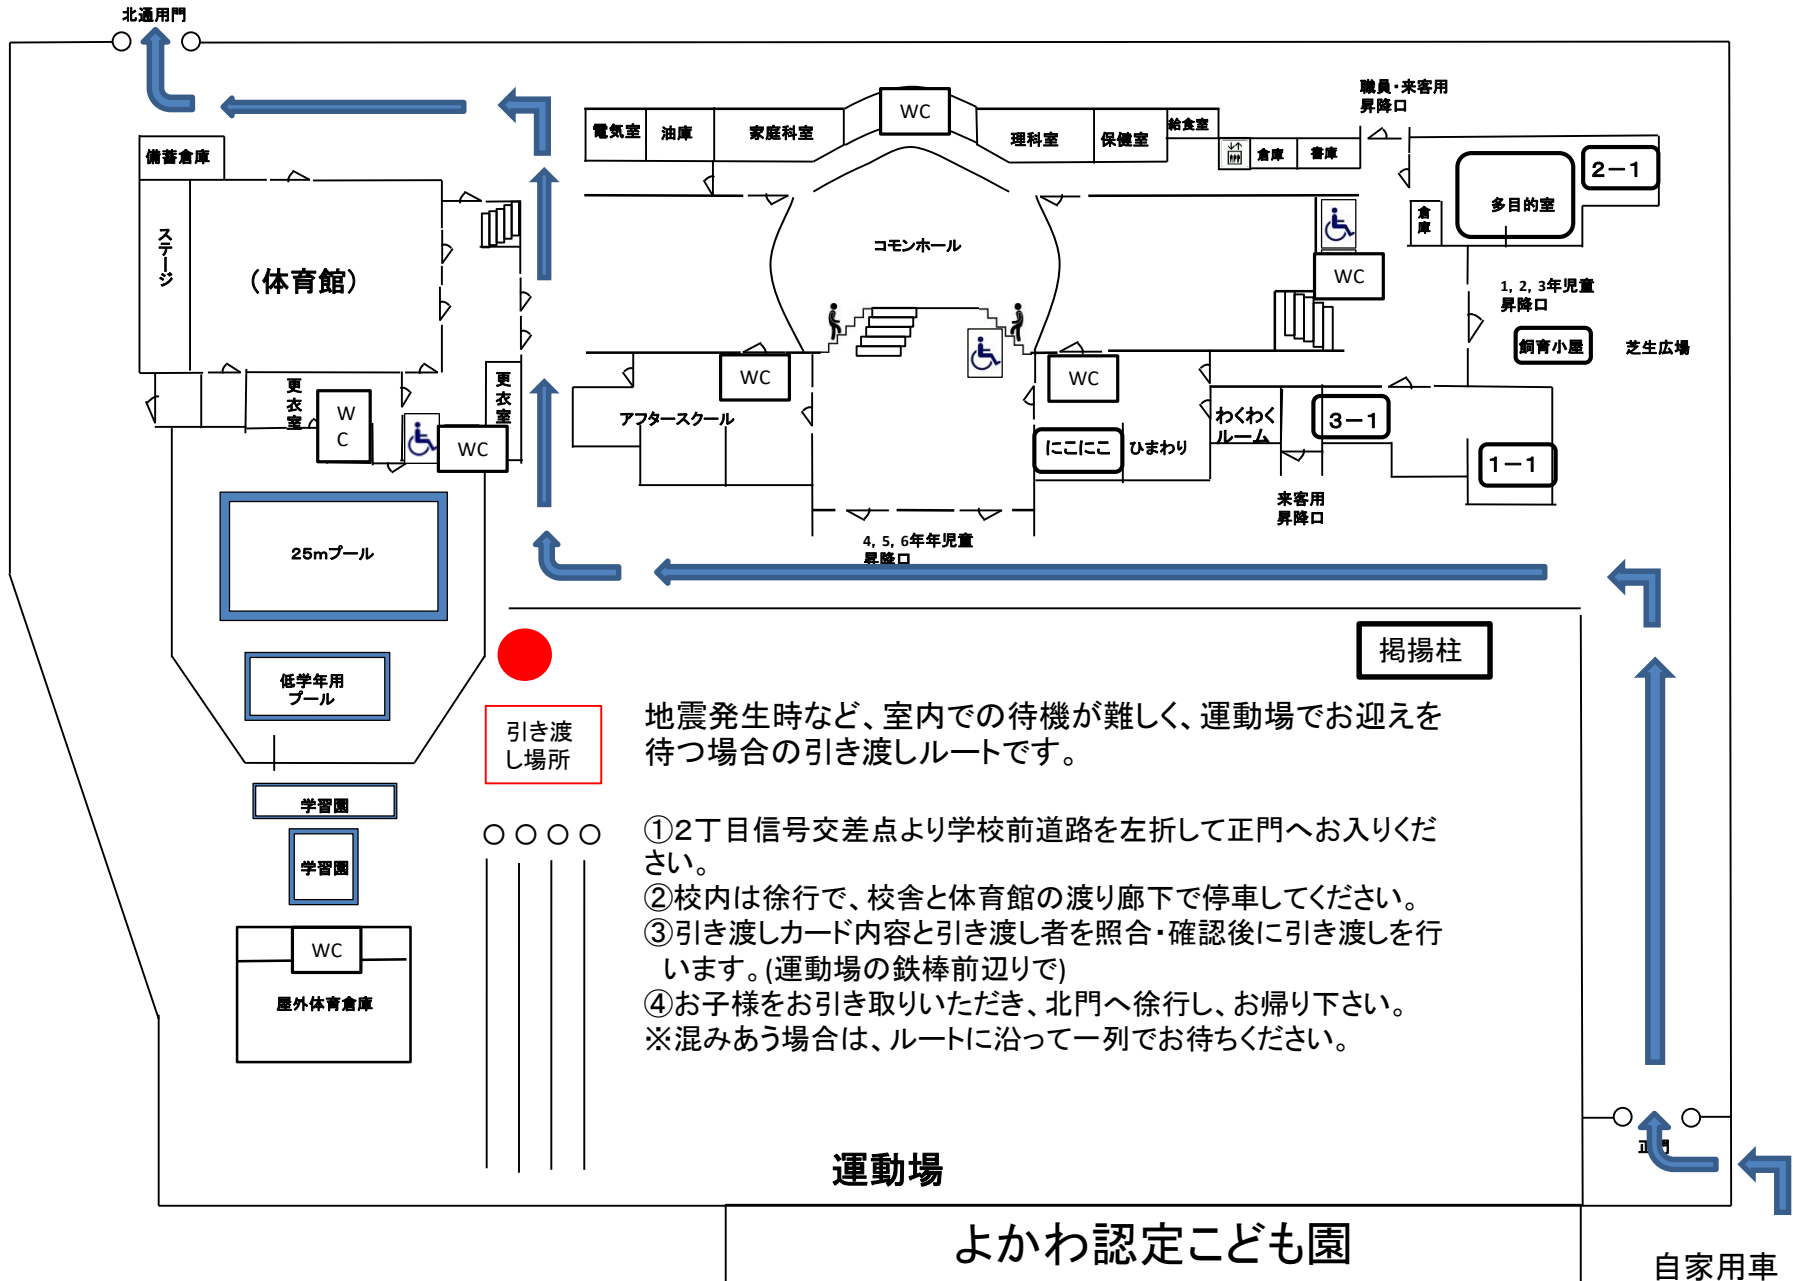 北通用門
職員・来客用
昇降口
備蓄倉庫
電気室
油庫
家庭科室
WC
理科室
保健室
給食室
倉庫
書庫
2－1
多目的室
倉庫
ステージ
(体育館)
コモンホール
WC
1, 2, 3年児童
昇降口
飼育小屋
芝生広場
更衣室
WC
WC
更衣室
WC
アフタースクール
WC
にこにこ
ひまわり
わくわく
ルーム
3－1
1－1
来客用
昇降口
4, 5, 6年年児童
昇降口
25mプール
低学年用
プール
学習園
学習園
WC
屋外体育倉庫
引き渡
し場所
掲揚柱
地震発生時など、室内での待機が難しく、運動場でお迎えを
待つ場合の引き渡しルートです。
①2丁目信号交差点より学校前道路を左折して正門へお入りくだ
さい。
②校内は徐行で、校舎と体育館の渡り廊下で停車してください。
③引き渡しカード内容と引き渡し者を照合・確認後に引き渡しを行
います。(運動場の鉄棒前辺りで)
④お子様をお引き取りいただき、北門へ徐行し、お帰り下さい。
※混みあう場合は、ルートに沿って一列でお待ちください。
運動場
正門
よかわ認定こども園
自家用車